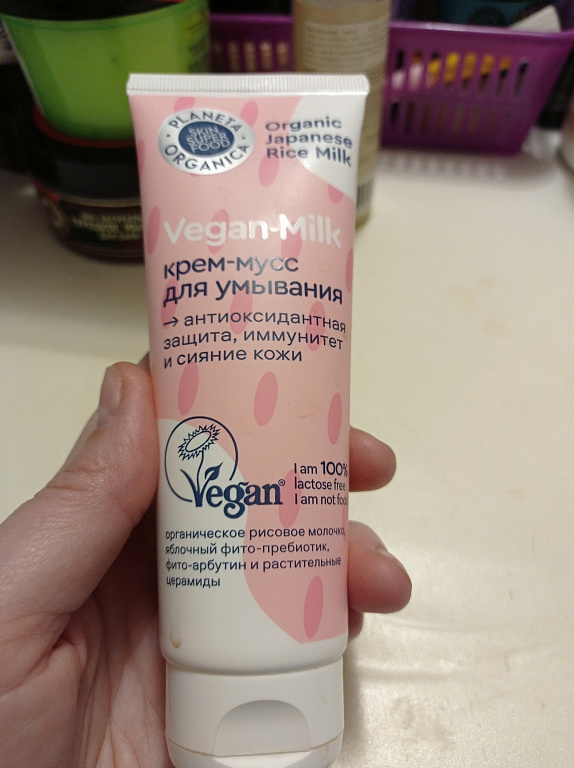 PLANETA ORGANICA
SKIN
SUPER
FOOD
Organic
Japanese
Rice Milk
Vegan-Milk
крем-мусс
для умывания
→ антиоксидантная
защита, иммунитет
и сияние кожи
Vegan®
I am 100%
lactose free
I am not foo
органическое рисовое молочко,
яблочный фито-пребиотик,
фито-арбутин и растительные
церамиды